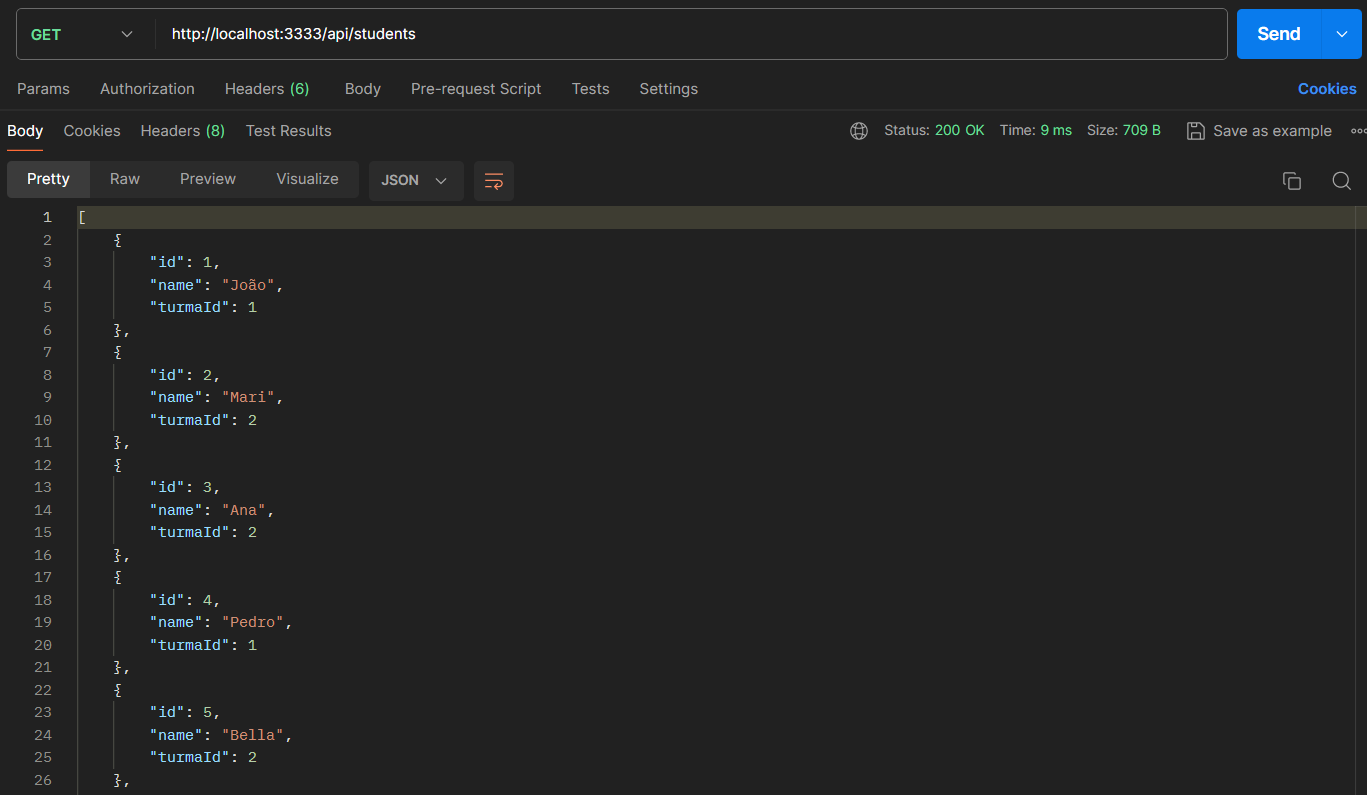 GET http://localhost:3333/api/students Send
Params Authorization Headers (6) Body Pre-request Script Tests Settings Cookies
Body Cookies Headers (8) Test Results Status: 200 OK Time: 9 ms Size: 709 B Save as example
Pretty Raw Preview Visualize JSON
1 [
2 {
3 "id": 1,
4 "name": "João",
5 "turmaId": 1
6 },
7 {
8 "id": 2,
9 "name": "Mari",
10 "turmaId": 2
11 },
12 {
13 "id": 3,
14 "name": "Ana",
15 "turmaId": 2
16 },
17 {
18 "id": 4,
19 "name": "Pedro",
20 "turmaId": 1
21 },
22 {
23 "id": 5,
24 "name": "Bella",
25 "turmaId": 2
26 },